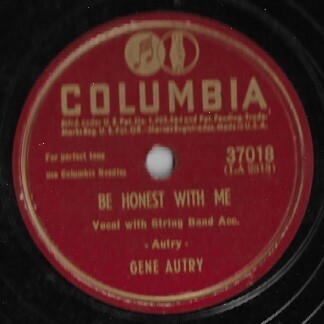 COLUMBIA
For perfect tone
use Columbia Needles
37018
BE HONEST WITH ME
Vocal with String Band Acc.
- Autry -
GENE AUTRY